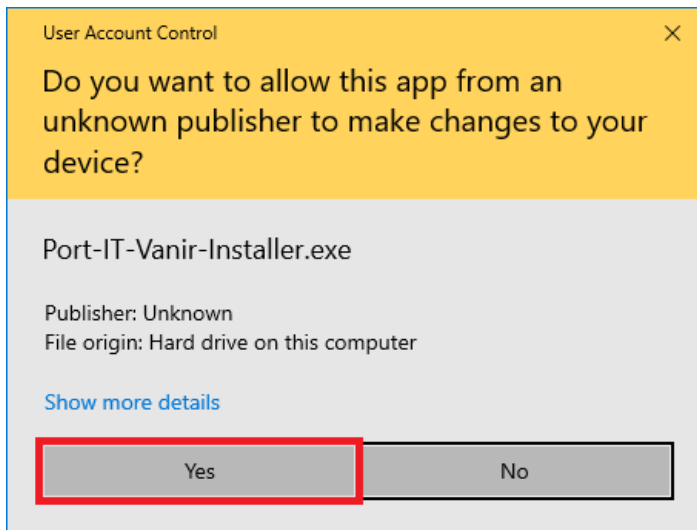 User Account Control
Do you want to allow this app from an
unknown publisher to make changes to your
device?
Port-IT-Vanir-Installer.exe
Publisher: Unknown
File origin: Hard drive on this computer
Show more details
Yes
No